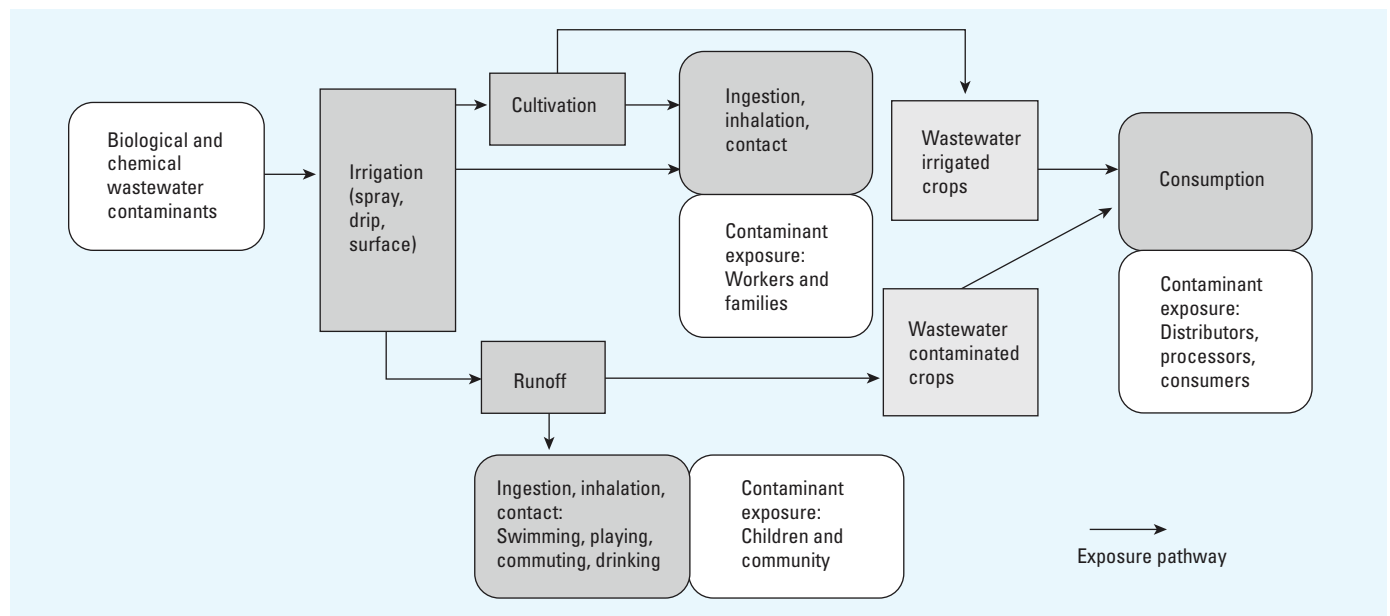 Biological and
chemical
wastewater
contaminants
Irrigation
(spray,
drip,
surface)
Cultivation
Ingestion,
inhalation,
contact
Contaminant
exposure:
Workers and
families
Wastewater
irrigated
crops
Consumption
Contaminant
exposure:
Distributors,
processors,
consumers
Runoff
Wastewater
contaminated
crops
Ingestion, inhalation,
contact:
Swimming, playing,
commuting, drinking
Contaminant
exposure:
Children and
community
Exposure pathway